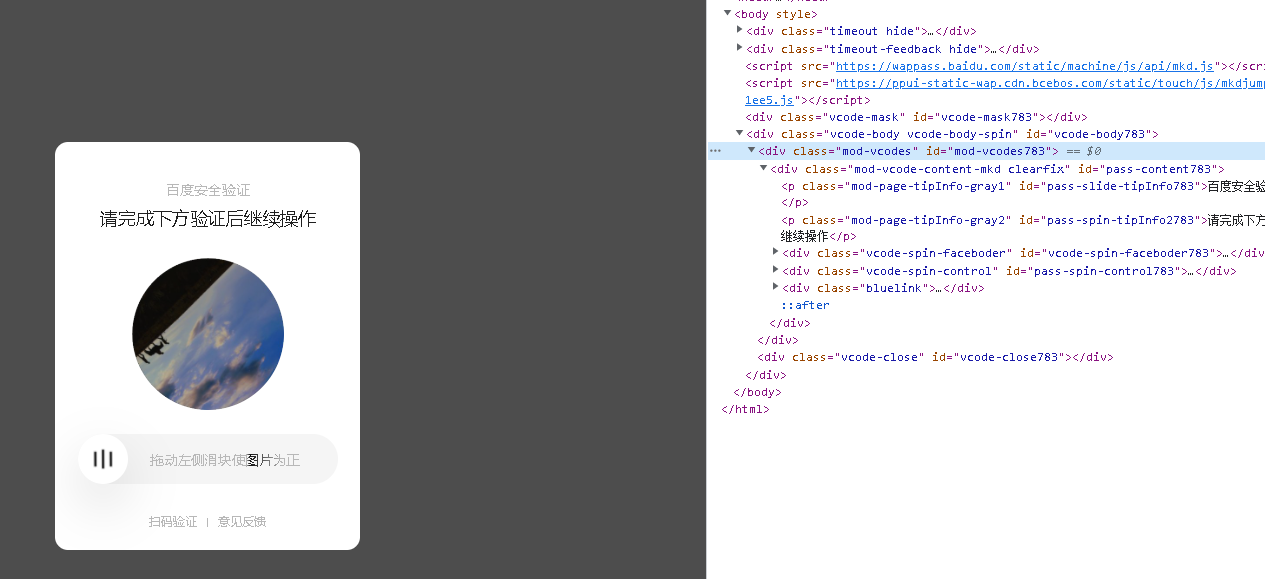 百度安全验证
请完成下方验证后继续操作
拖动左侧滑块使图片为正
扫码验证 | 意见反馈
<body style>
<div class="timeout hide">…</div>
<div class="timeout-feedback hide">…</div>
<script src="https://wappass.baidu.com/static/machine/js/api/mkd.js"></scri
<script src="https://ppui-static-wap.cdn.bcebos.com/static/touch/js/mkdjump
1ee5.js"></script>
<div class="vcode-mask" id="vcode-mask783"></div>
<div class="vcode-body vcode-body-spin" id="vcode-body783">
<div class="mod-vcodes" id="mod-vcodes783"> == $0
<div class="mod-vcode-content-mkd clearfix" id="pass-content783">
<p class="mod-page-tipInfo-gray1" id="pass-slide-tipInfo783">百度安全验
</p>
<p class="mod-page-tipInfo-gray2" id="pass-spin-tipInfo2783">请完成下方
继续操作</p>
<div class="vcode-spin-faceboder" id="vcode-spin-faceboder783">…</div
<div class="vcode-spin-control" id="pass-spin-control783">…</div>
<div class="bluelink">…</div>
::after
</div>
</div>
<div class="vcode-close" id="vcode-close783"></div>
</div>
</body>
</html>